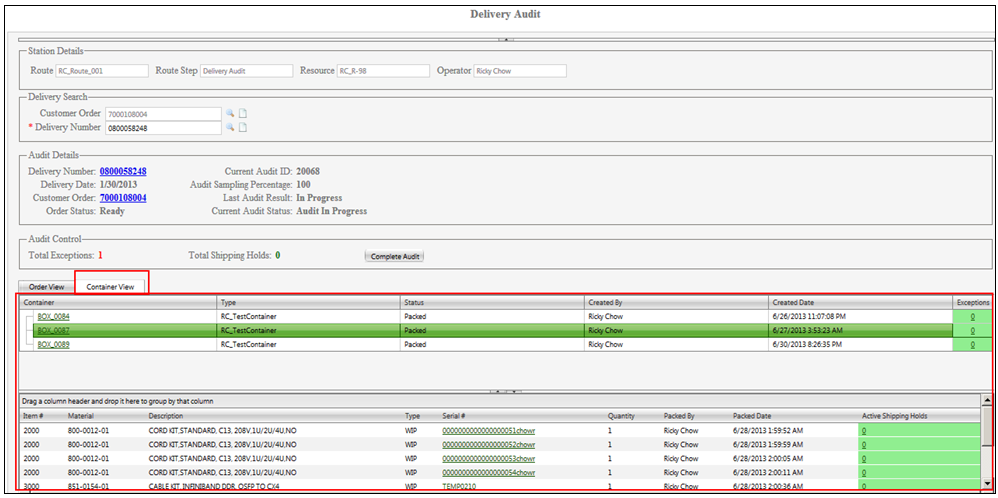 Delivery Audit
Station Details
Route RC_Route_001 Route Step Delivery Audit Resource RC_R-98 Operator Ricky Chow
Delivery Search
Customer Order 7000108004
* Delivery Number 0800058248
Audit Details
Delivery Number: 0800058248 Current Audit ID: 20068
Delivery Date: 1/30/2013 Audit Sampling Percentage: 100
Customer Order: 7000108004 Last Audit Result: In Progress
Order Status: Ready Current Audit Status: Audit In Progress
Audit Control
Total Exceptions: 1 Total Shipping Holds: 0 Complete Audit
Order View Container View
Container Type Status Created By Created Date Exceptions
BOX_0084 RC_TestContainer Packed Ricky Chow 6/26/2013 11:07:08 PM 0
BOX_0087 RC_TestContainer Packed Ricky Chow 6/27/2013 3:53:23 AM 0
BOX_0089 RC_TestContainer Packed Ricky Chow 6/30/2013 8:26:35 PM 0
Drag a column header and drop it here to group by that column
Item # Material Description Type Serial # Quantity Packed By Packed Date Active Shipping Holds
2000 800-0012-01 CORD KIT,STANDARD, C13, 208V,1U/2U/4U,NO WIP 0000000000000000051chowr 1 Ricky Chow 6/28/2013 1:59:52 AM 0
2000 800-0012-01 CORD KIT,STANDARD, C13, 208V,1U/2U/4U,NO WIP 0000000000000000052chowr 1 Ricky Chow 6/28/2013 1:59:59 AM 0
2000 800-0012-01 CORD KIT,STANDARD, C13, 208V,1U/2U/4U,NO WIP 0000000000000000053chowr 1 Ricky Chow 6/28/2013 2:00:05 AM 0
2000 800-0012-01 CORD KIT,STANDARD, C13, 208V,1U/2U/4U,NO WIP 0000000000000000054chowr 1 Ricky Chow 6/28/2013 2:00:11 AM 0
3000 851-0154-01 CABLE KIT, INFINIBAND DDR, QSFP TO CX4 WIP TEMP0210 1 Ricky Chow 6/28/2013 2:00:36 AM 0